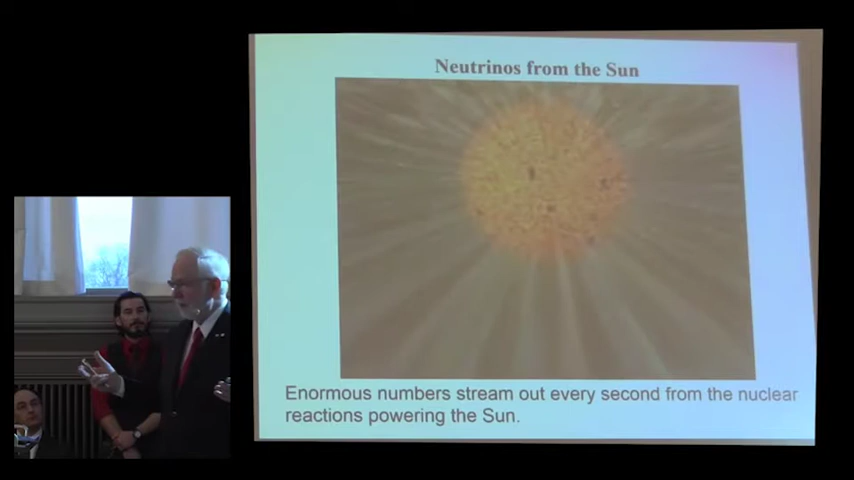 Neutrinos from the Sun
Enormous numbers stream out every second from the nuclear
reactions powering the Sun.